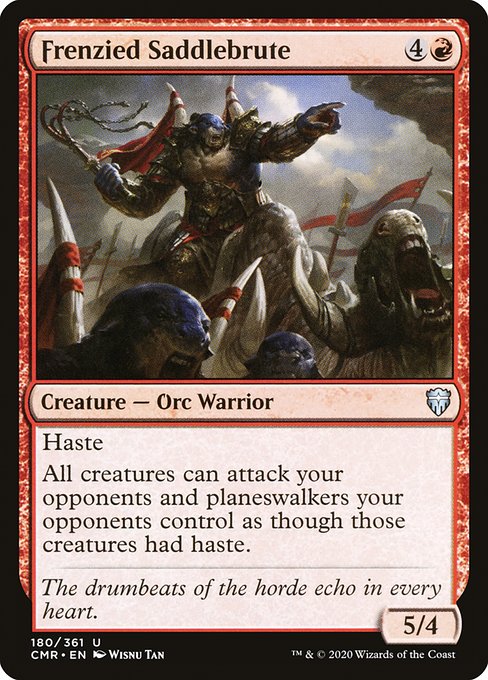 Frenzied Saddlebrute 4
Creature — Orc Warrior
Haste
All creatures can attack your
opponents and planeswalkers your
opponents control as though those
creatures had haste.
The drumbeats of the horde echo in every
heart.
5/4
180/361 U
CMR • EN Wisnu Tan
™ & © 2020 Wizards of the Coast